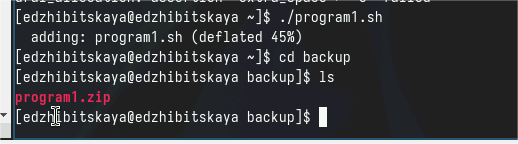 [edzhibitskaya@edzhibitskaya ~]$ ./program1.sh
adding: program1.sh (deflated 45%)
[edzhibitskaya@edzhibitskaya ~]$ cd backup
[edzhibitskaya@edzhibitskaya backup]$ ls
program1.zip
[edzhibitskaya@edzhibitskaya backup]$